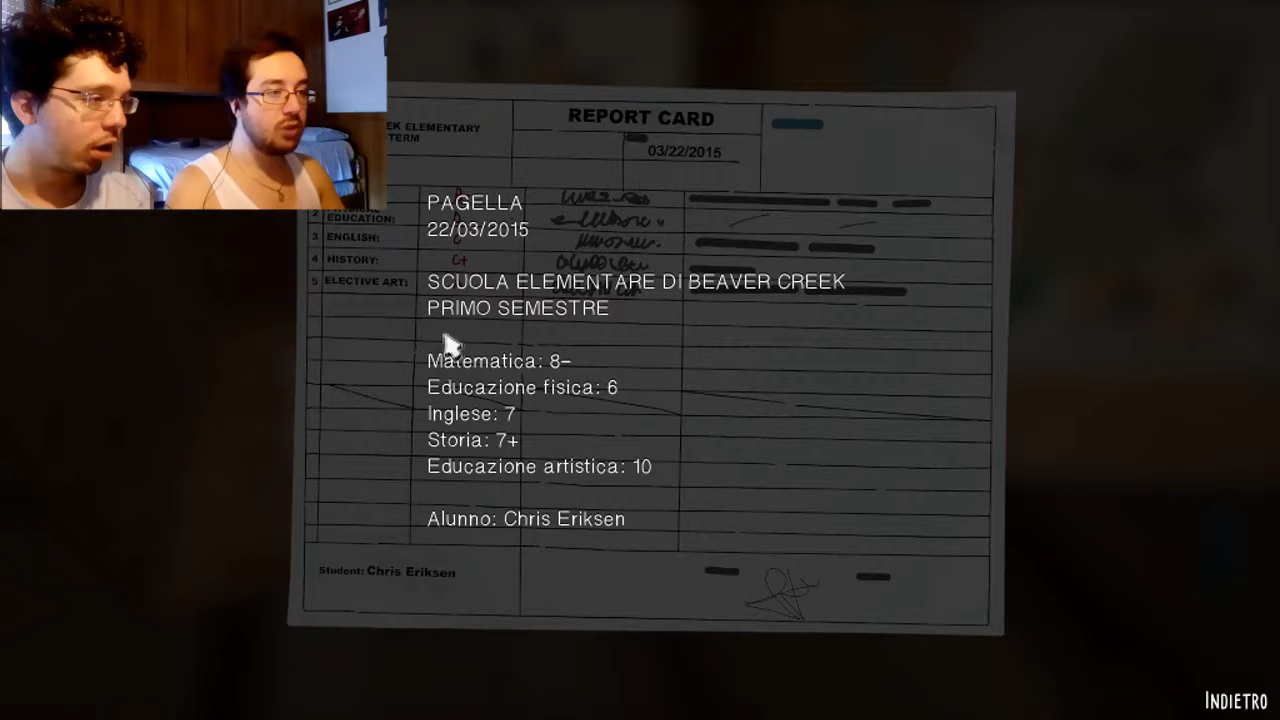 REPORT CARD
EK ELEMENTARY
TERM
03/22/2015
PAGELLA
22/03/2015
2
EDUCATION:
3 ENGLISH:
4 HISTORY: C+
5 ELECTIVE ART:
SCUOLA ELEMENTARE DI BEAVER CREEK
PRIMO SEMESTRE
Matematica: 8-
Educazione fisica: 6
Inglese: 7
Storia: 7+
Educazione artistica: 10
Alunno: Chris Eriksen
Student: Chris Eriksen
INDIETRO